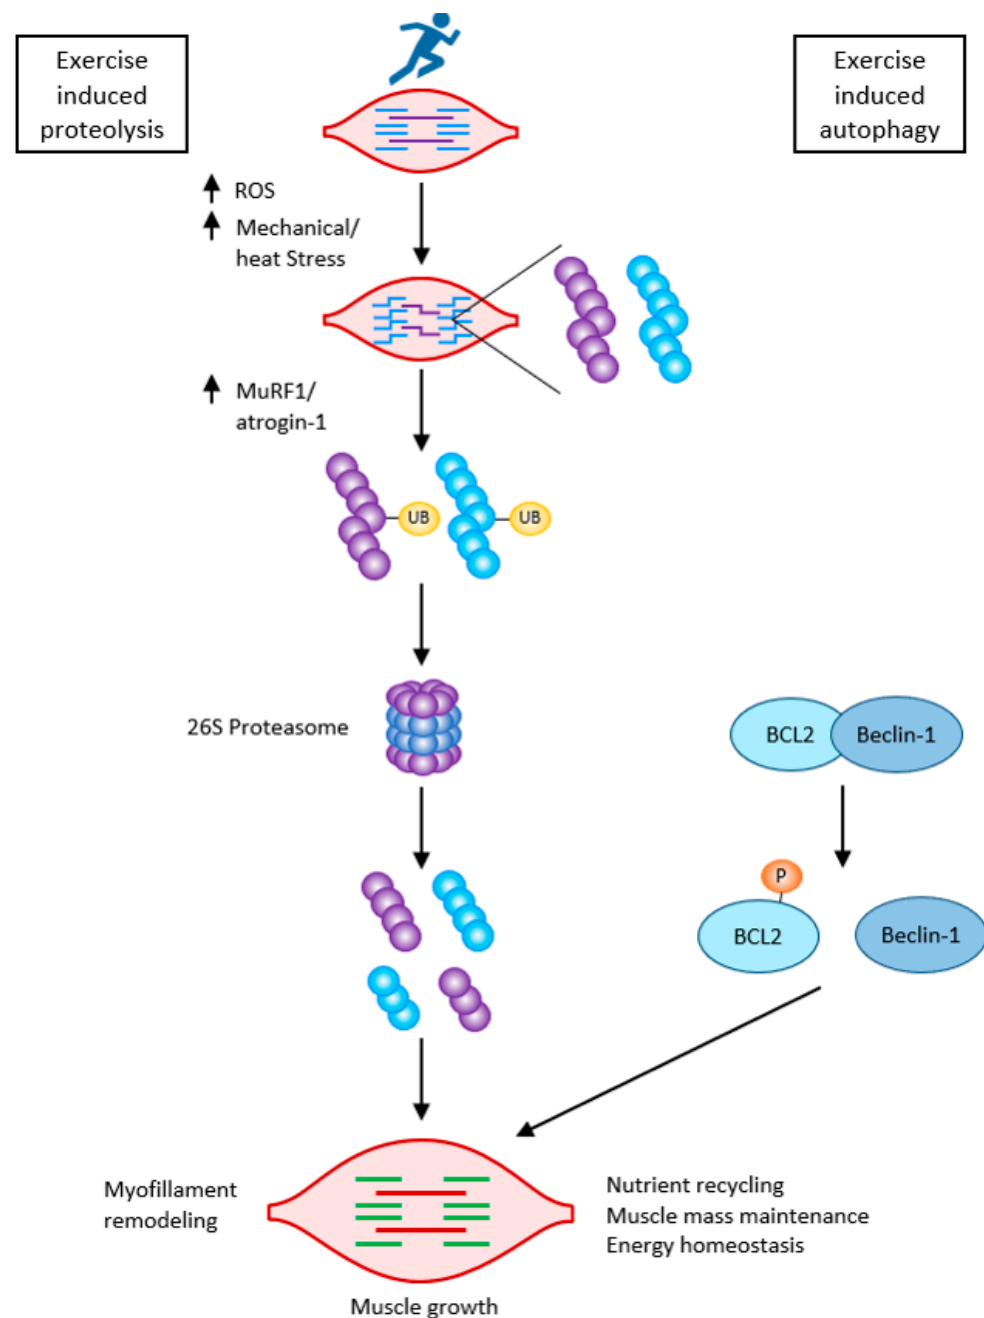 Exercise
induced
proteolysis
Exercise
induced
autophagy
ROS
Mechanical/
heat Stress
MuRF1/
atrogin-1
UB
UB
26S Proteasome
BCL2
Beclin-1
P
BCL2
Beclin-1
Myofillament
remodeling
Nutrient recycling
Muscle mass maintenance
Energy homeostasis
Muscle growth